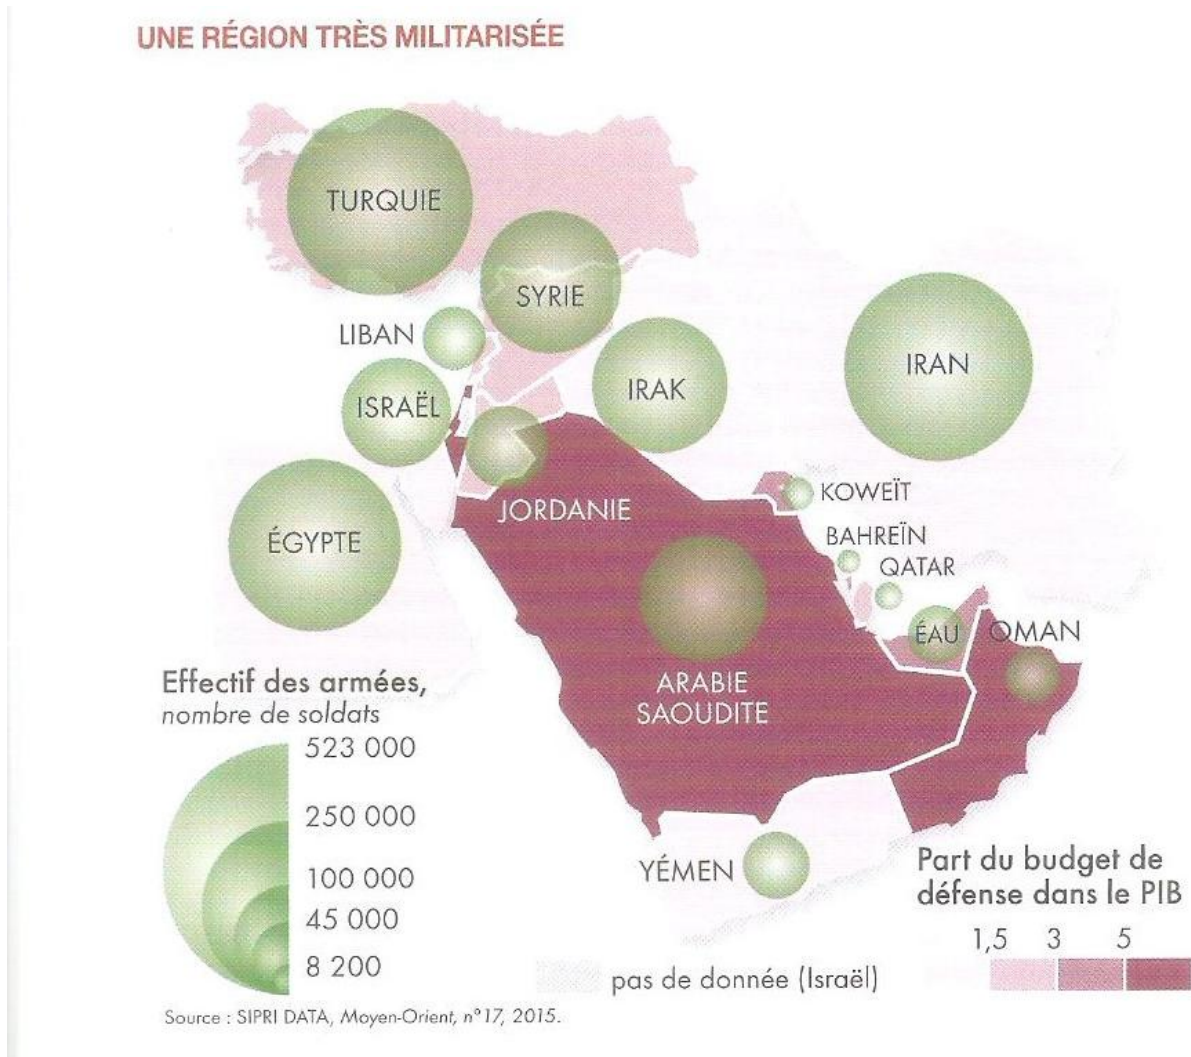 UNE RÉGION TRÈS MILITARISÉE
TURQUIE
SYRIE
LIBAN
IRAN
IRAK
ISRAËL
KOWEÏT
JORDANIE
BAHREÏN
ÉGYPTE
QATAR
ÉAU
OMAN
ARABIE
SAOUDITE
Effectif des armées,
nombre de soldats
523 000
250 000
100 000
45 000
8 200
YÉMEN
Part du budget de
défense dans le PIB
1,5 3 5
pas de donnée (Israël)
Source : SIPRI DATA, Moyen-Orient, n°17, 2015.